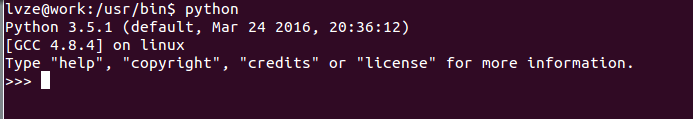 lvze@work:/usr/bin$ python
Python 3.5.1 (default, Mar 24 2016, 20:36:12)
[GCC 4.8.4] on linux
Type "help", "copyright", "credits" or "license" for more information.
>>>